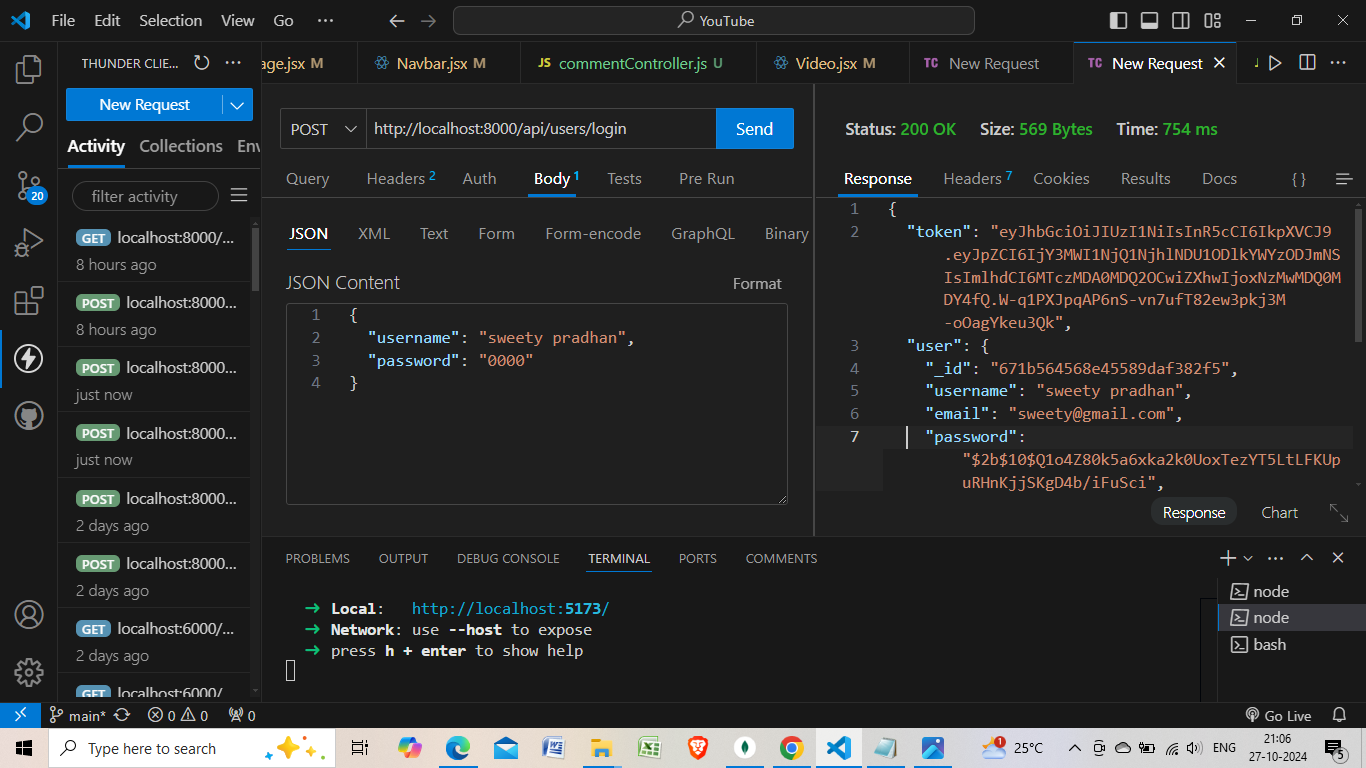 File Edit Selection View Go ··· YouTube
THUNDER CLIE... ···
age.jsx M Navbar.jsx M JS commentController.js U Video.jsx M TC New Request TC New Request
New Request
Activity Collections Env
filter activity
GET localhost:8000/...
8 hours ago
POST localhost:8000...
8 hours ago
POST localhost:8000...
just now
POST localhost:8000...
just now
POST localhost:8000...
2 days ago
POST localhost:8000...
2 days ago
GET localhost:6000/...
2 days ago
GET localhost:6000/
20
POST http://localhost:8000/api/users/login Send
Query Headers 2 Auth Body 1 Tests Pre Run
JSON XML Text Form Form-encode GraphQL Binary
JSON Content Format
1 {
2 "username": "sweety pradhan",
3 "password": "0000"
4 }
Status: 200 OK Size: 569 Bytes Time: 754 ms
Response Headers 7 Cookies Results Docs { }
1 {
2 "token": "eyJhbGciOiJIUzI1NiIsInR5cCI6IkpXVCJ9
.eyJpZCI6IjY3MWI1NjQ1NjhlNDU1ODlkYWYzODJmNS
IsImlhdCI6MTczMDA0MDQ2OCwiZXhwIjoxNzMwMDQ0M
DY4fQ.W-q1PXJpqAP6nS-vn7ufT82ew3pkj3M
-oOagYkeu3Qk",
3 "user": {
4 "_id": "671b564568e45589daf382f5",
5 "username": "sweety pradhan",
6 "email": "sweety@gmail.com",
7 "password":
"$2b$10$Q1o4Z80k5a6xka2k0UoxTezYT5LtLFKUp
uRHnKjjSKgD4b/iFuSci",
Response Chart
PROBLEMS OUTPUT DEBUG CONSOLE TERMINAL PORTS COMMENTS
➜ Local: http://localhost:5173/
➜ Network: use --host to expose
➜ press h + enter to show help
node
node
bash
main* 0 0 0 Go Live
Type here to search 1 25°C ENG 21:06
27-10-2024 5